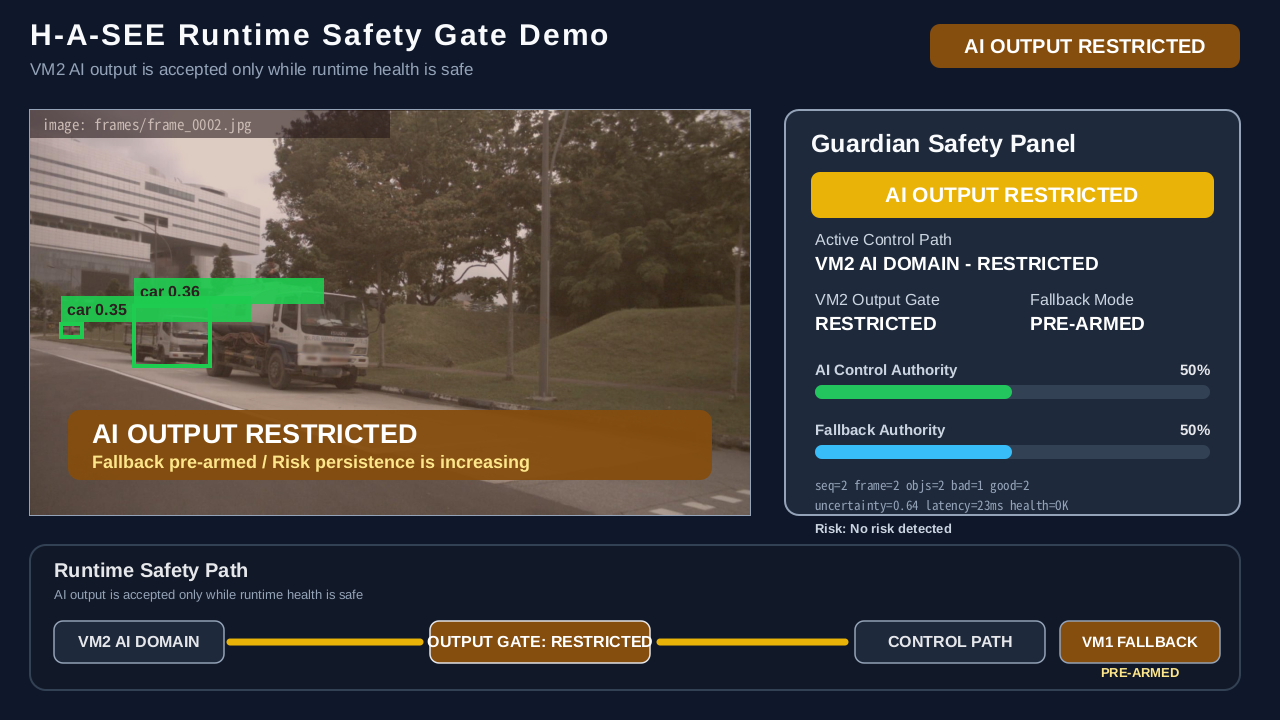 H-A-SEE Runtime Safety Gate Demo
VM2 AI output is accepted only while runtime health is safe
AI OUTPUT RESTRICTED
image: frames/frame_0002.jpg
car 0.36
car 0.35
AI OUTPUT RESTRICTED
Fallback pre-armed / Risk persistence is increasing
Guardian Safety Panel
AI OUTPUT RESTRICTED
Active Control Path
VM2 AI DOMAIN - RESTRICTED
VM2 Output Gate
RESTRICTED
Fallback Mode
PRE-ARMED
AI Control Authority 50%
Fallback Authority 50%
seq=2 frame=2 objs=2 bad=1 good=2
uncertainty=0.64 latency=23ms health=OK
Risk: No risk detected
Runtime Safety Path
AI output is accepted only while runtime health is safe
VM2 AI DOMAIN
OUTPUT GATE: RESTRICTED
CONTROL PATH
VM1 FALLBACK
PRE-ARMED